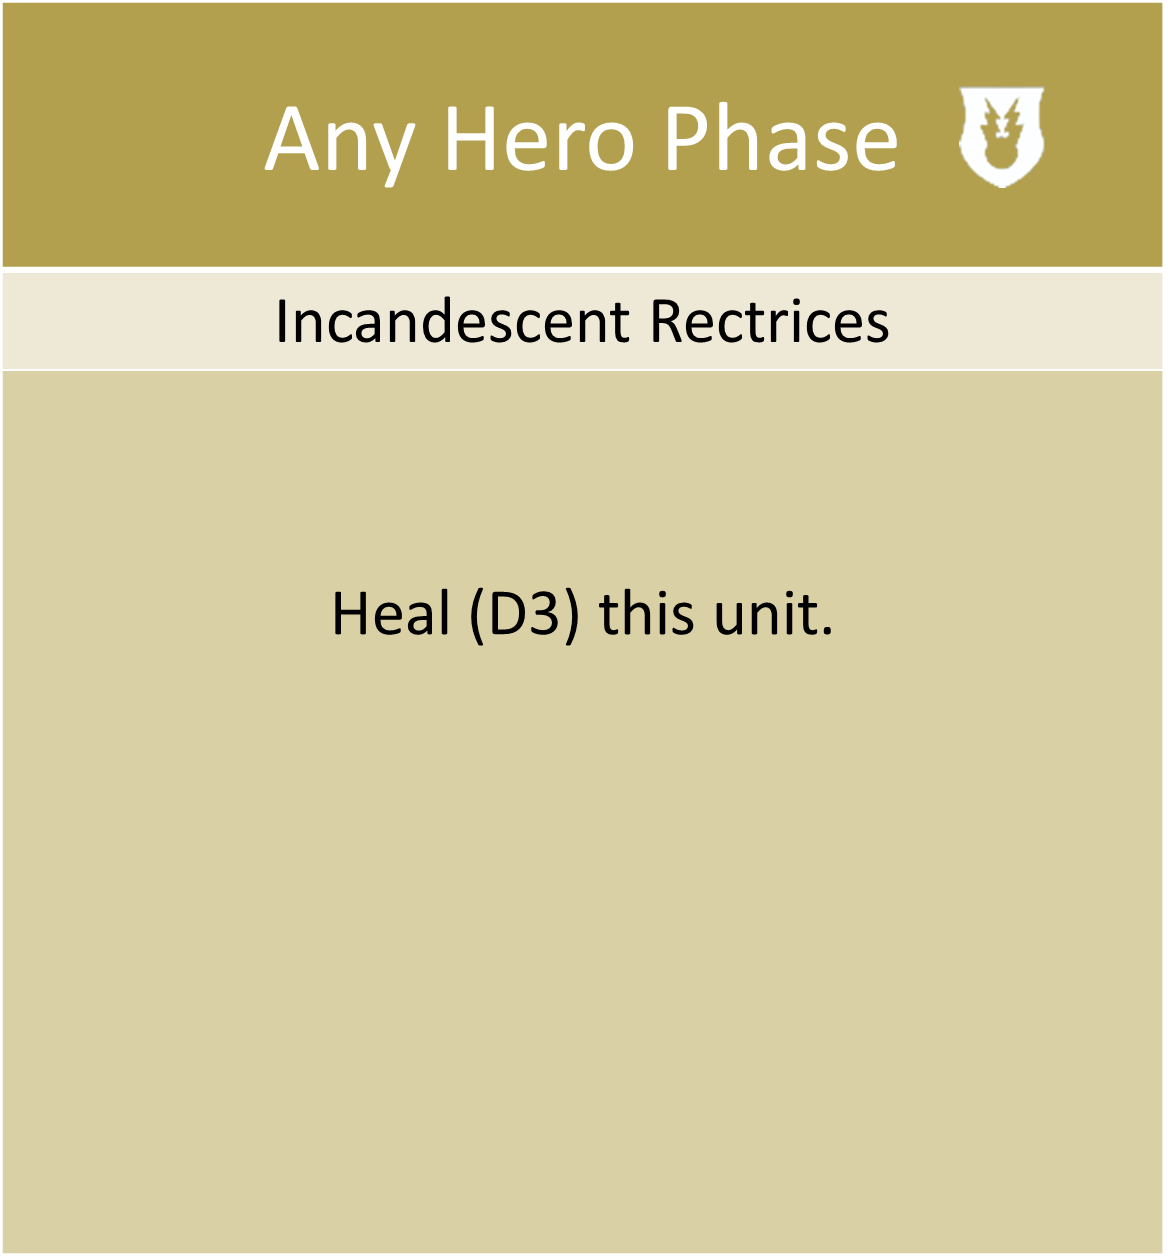 Any Hero Phase
Incandescent Rectrices
Heal (D3) this unit.